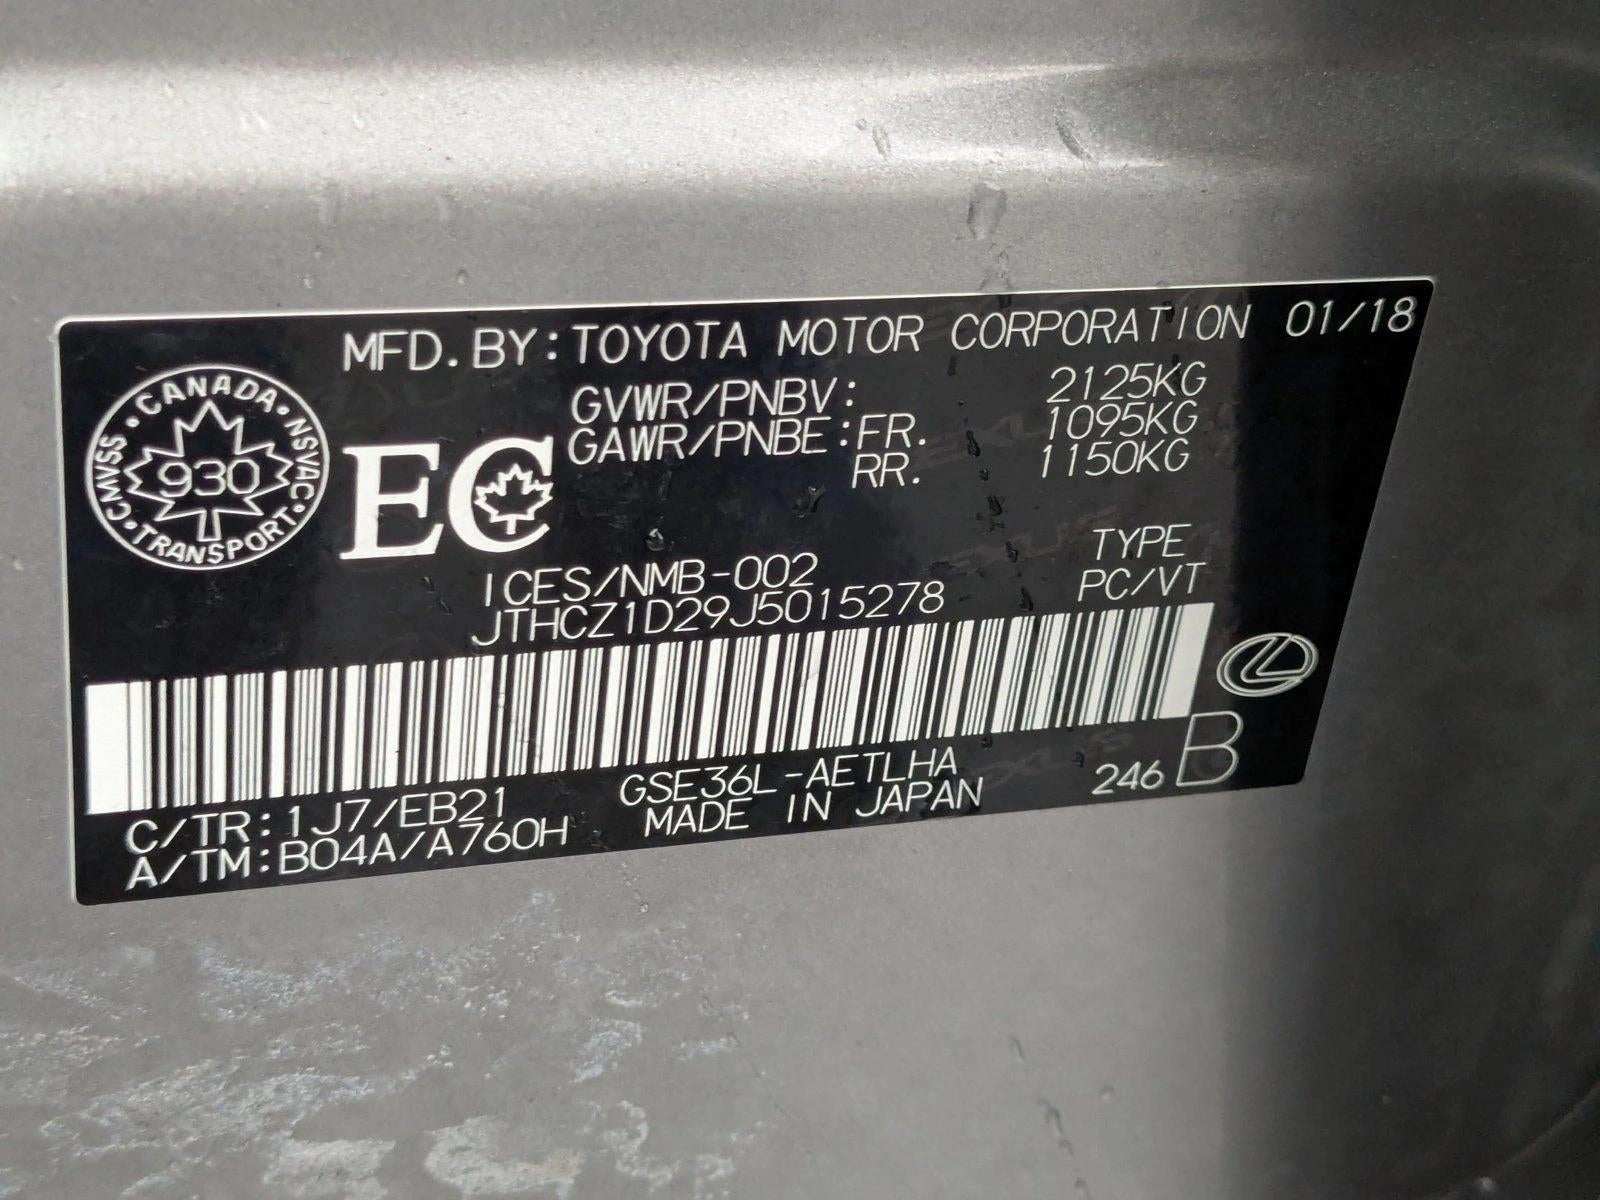 MFD. BY: TOYOTA MOTOR CORPORATION 01/18
GVWR/PNBV: 2125KG
GAWR/PNBE: FR. 1095KG
RR. 1150KG
CANADA · NSVAC · TRANSPORT · CMVSS ·
930
EC
ICES/NMB-002 TYPE
JTHCZ1D29J5015278 PC/VT
C/TR: 1J7/EB21 GSE36L-AETLHA
A/TM: B04A/A760H MADE IN JAPAN 246 B